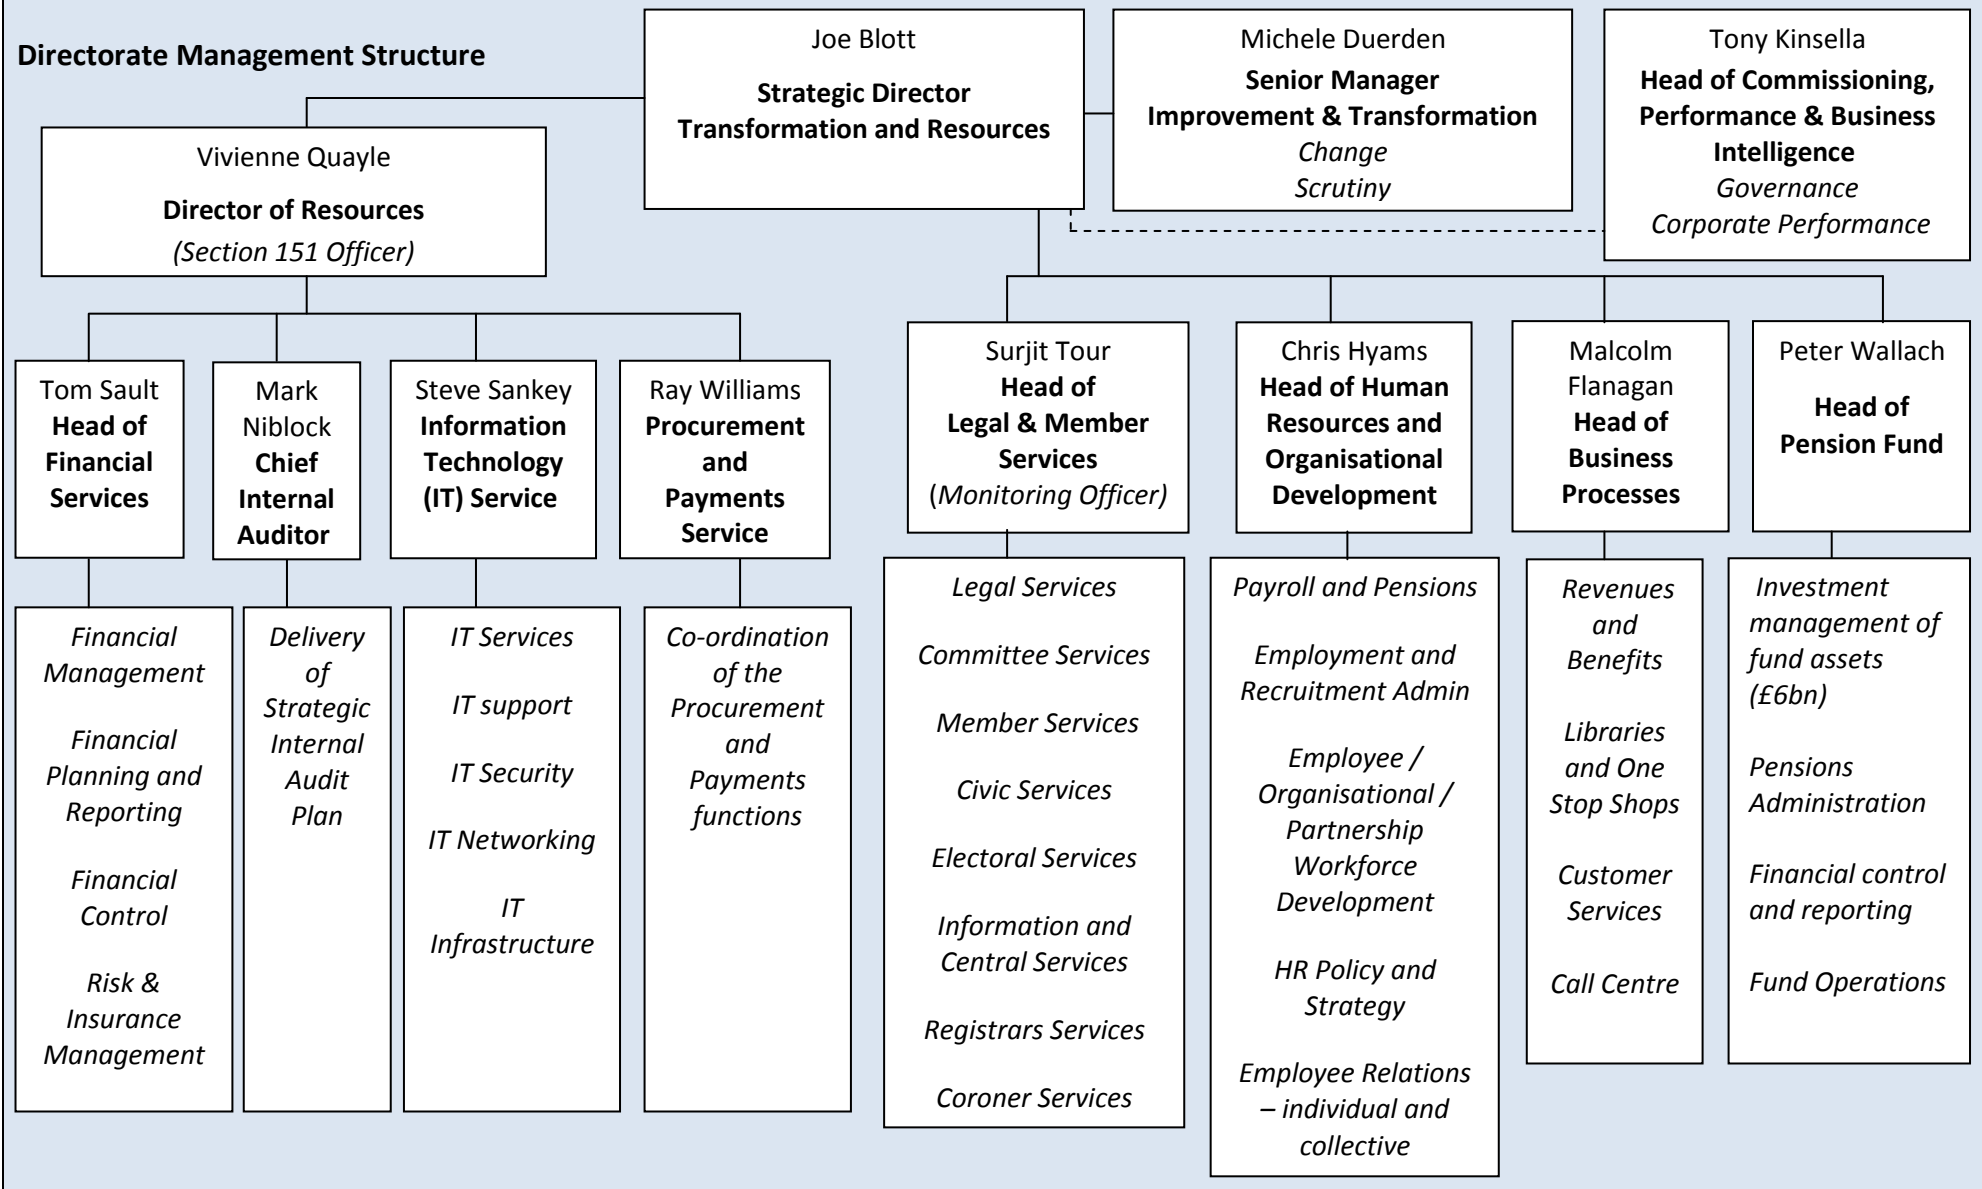 Directorate Management Structure
Joe Blott
Strategic Director
Transformation and Resources
Michele Duerden
Senior Manager
Improvement & Transformation
Change
Scrutiny
Tony Kinsella
Head of Commissioning,
Performance & Business
Intelligence
Governance
Corporate Performance
Vivienne Quayle
Director of Resources
(Section 151 Officer)
Tom Sault
Head of
Financial
Services
Mark
Niblock
Chief
Internal
Auditor
Steve Sankey
Information
Technology
(IT) Service
Ray Williams
Procurement
and
Payments
Service
Surjit Tour
Head of
Legal & Member
Services
(Monitoring Officer)
Chris Hyams
Head of Human
Resources and
Organisational
Development
Malcolm
Flanagan
Head of
Business
Processes
Peter Wallach
Head of
Pension Fund
Financial
Management
Financial
Planning and
Reporting
Financial
Control
Risk &
Insurance
Management
Delivery
of
Strategic
Internal
Audit
Plan
IT Services
IT support
IT Security
IT Networking
IT
Infrastructure
Co-ordination
of the
Procurement
and
Payments
functions
Legal Services
Committee Services
Member Services
Civic Services
Electoral Services
Information and
Central Services
Registrars Services
Coroner Services
Payroll and Pensions
Employment and
Recruitment Admin
Employee /
Organisational /
Partnership
Workforce
Development
HR Policy and
Strategy
Employee Relations
– individual and
collective
Revenues
and
Benefits
Libraries
and One
Stop Shops
Customer
Services
Call Centre
Investment
management of
fund assets
(£6bn)
Pensions
Administration
Financial control
and reporting
Fund Operations